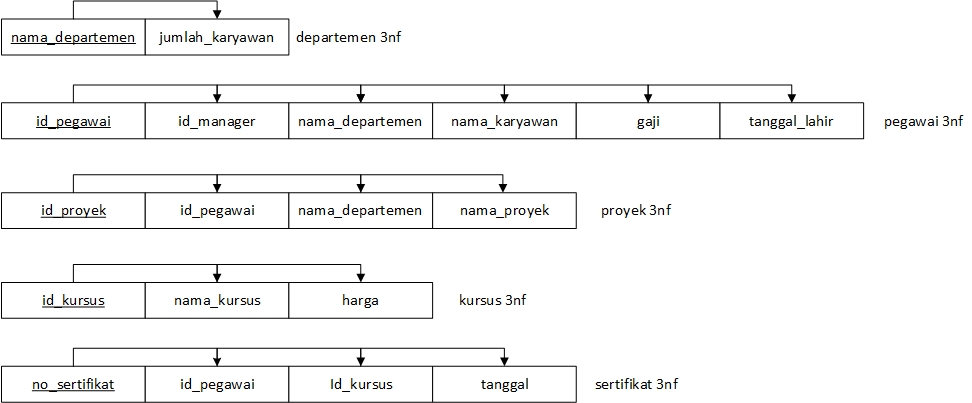 nama_departemen jumlah_karyawan departemen 3nf
id_pegawai id_manager nama_departemen nama_karyawan gaji tanggal_lahir pegawai 3nf
id_proyek id_pegawai nama_departemen nama_proyek proyek 3nf
id_kursus nama_kursus harga kursus 3nf
no_sertifikat id_pegawai Id_kursus tanggal sertifikat 3nf